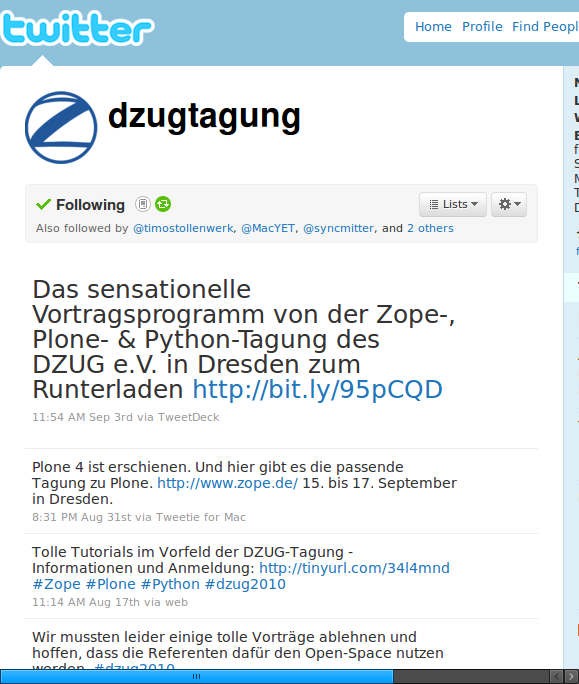 twitter
Home Profile Find Peopl
dzugtagung
Following
Lists
Also followed by @timostollenwerk, @MacYET, @syncmitter, and 2 others
Das sensationelle
Vortragsprogramm von der Zope-,
Plone- & Python-Tagung des
DZUG e.V. in Dresden zum
Runterladen http://bit.ly/95pCQD
11:54 AM Sep 3rd via TweetDeck
Plone 4 ist erschienen. Und hier gibt es die passende
Tagung zu Plone. http://www.zope.de/ 15. bis 17. September
in Dresden.
8:31 PM Aug 31st via Tweetie for Mac
Tolle Tutorials im Vorfeld der DZUG-Tagung -
Informationen und Anmeldung: http://tinyurl.com/34l4mnd
#Zope #Plone #Python #dzug2010
11:14 AM Aug 17th via web
Wir mussten leider einige tolle Vorträge ablehnen und
hoffen, dass die Referenten dafür den Open-Space nutzen
werden. #dzug2010